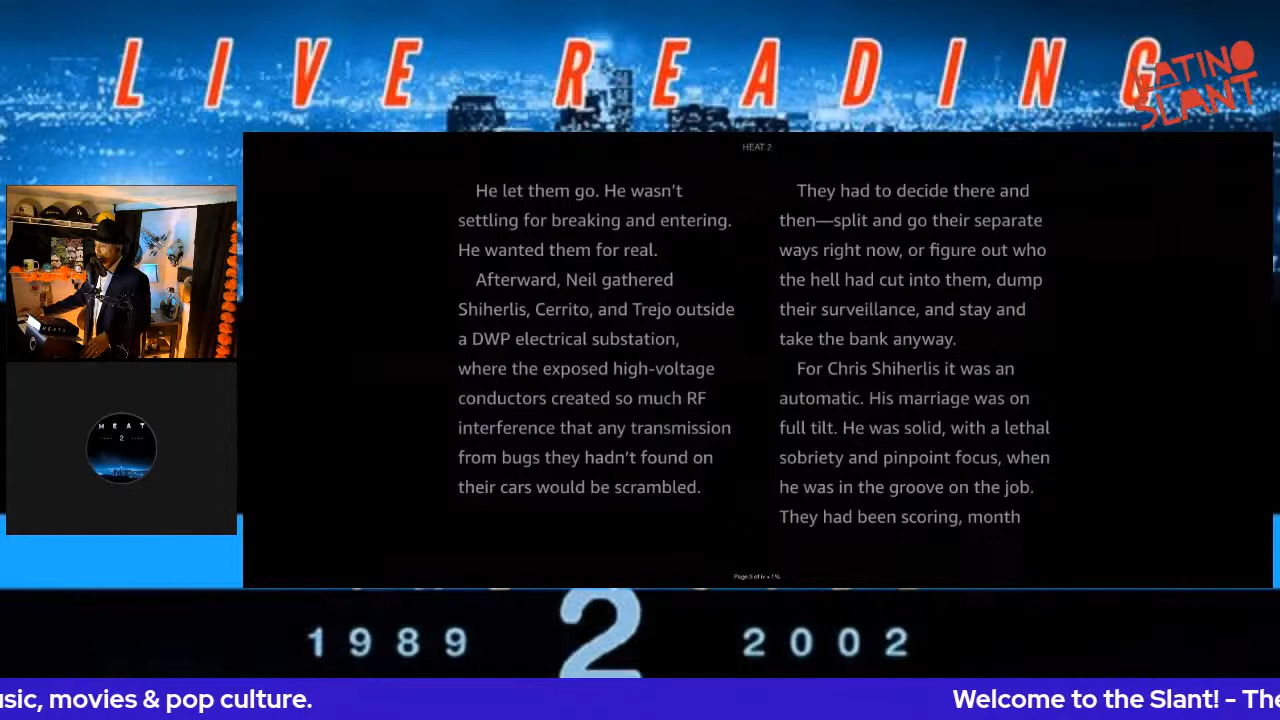 LIVE READING
LATINO
SLANT
HEAT 2
He let them go. He wasn’t
settling for breaking and entering.
He wanted them for real.
Afterward, Neil gathered
Shiherlis, Cerrito, and Trejo outside
a DWP electrical substation,
where the exposed high-voltage
conductors created so much RF
interference that any transmission
from bugs they hadn’t found on
their cars would be scrambled.
They had to decide there and
then—split and go their separate
ways right now, or figure out who
the hell had cut into them, dump
their surveillance, and stay and
take the bank anyway.
For Chris Shiherlis it was an
automatic. His marriage was on
full tilt. He was solid, with a lethal
sobriety and pinpoint focus, when
he was in the groove on the job.
They had been scoring, month
Page 3 of iv • 1%
HEAT
2
1989 2 2002
usic, movies & pop culture. Welcome to the Slant! - The